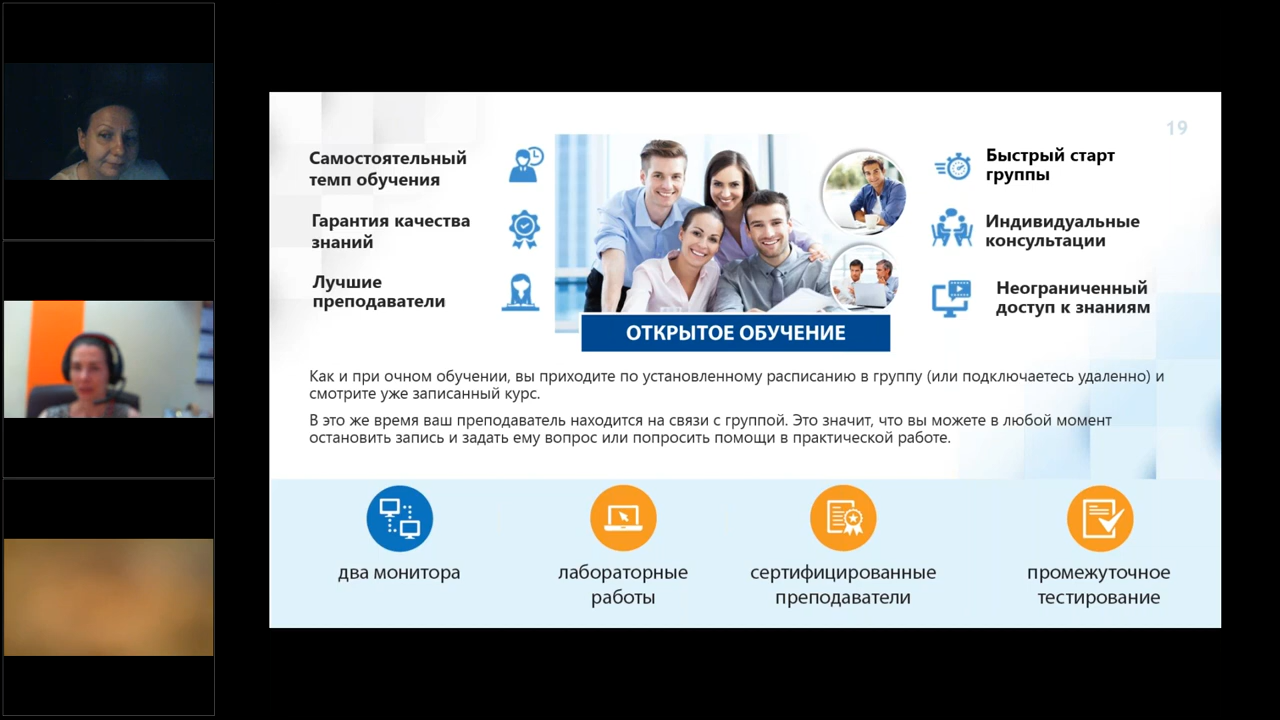 19
Самостоятельный
темп обучения
Гарантия качества
знаний
Лучшие
преподаватели
Быстрый старт
группы
Индивидуальные
консультации
Неограниченный
доступ к знаниям
ОТКРЫТОЕ ОБУЧЕНИЕ
Как и при очном обучении, вы приходите по установленному расписанию в группу (или подключаетесь удаленно) и
смотрите уже записанный курс.
В это же время ваш преподаватель находится на связи с группой. Это значит, что вы можете в любой момент
остановить запись и задать ему вопрос или попросить помощи в практической работе.
два монитора
лабораторные
работы
сертифицированные
преподаватели
промежуточное
тестирование